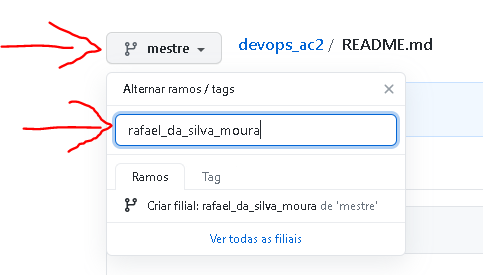 mestre devops_ac2 / README.md
Alternar ramos / tags
rafael_da_silva_moura
Ramos Tag
Criar filial: rafael_da_silva_moura de 'mestre'
Ver todas as filiais